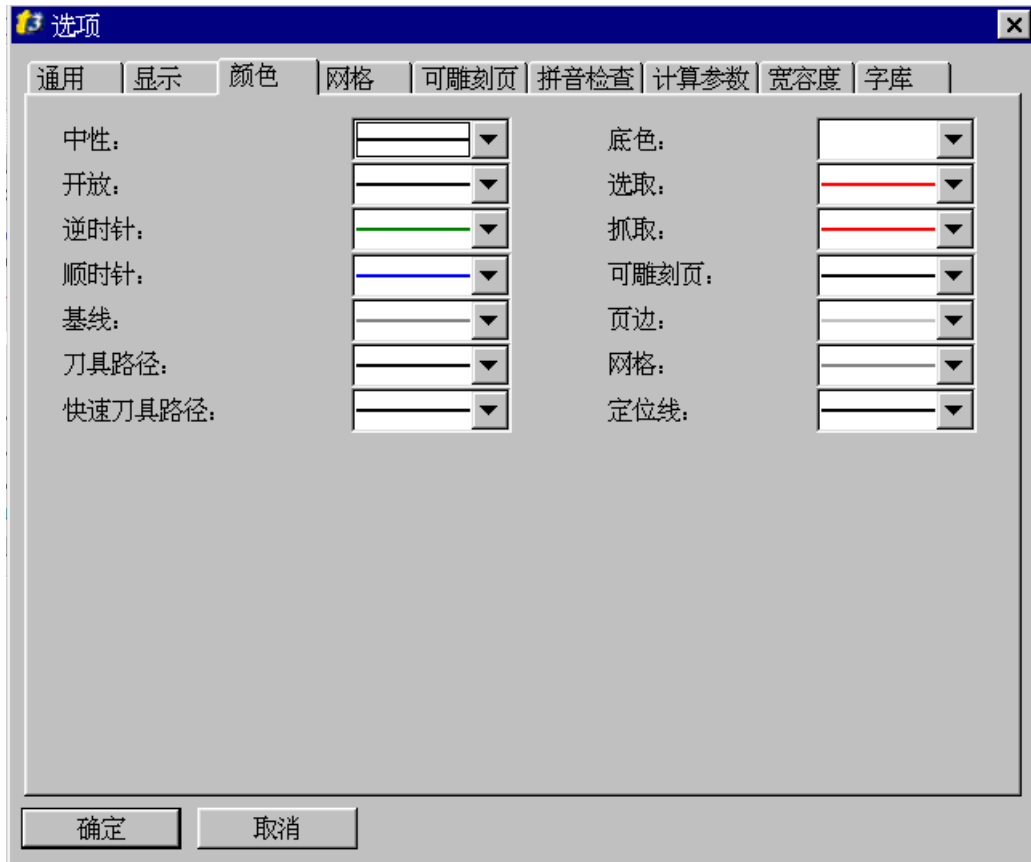 t3 选项
通用 显示 颜色 网格 可雕刻页 拼音检查 计算参数 宽容度 字库
中性： 底色：
开放： 选取：
逆时针： 抓取：
顺时针： 可雕刻页：
基线： 页边：
刀具路径： 网格：
快速刀具路径： 定位线：
确定 取消